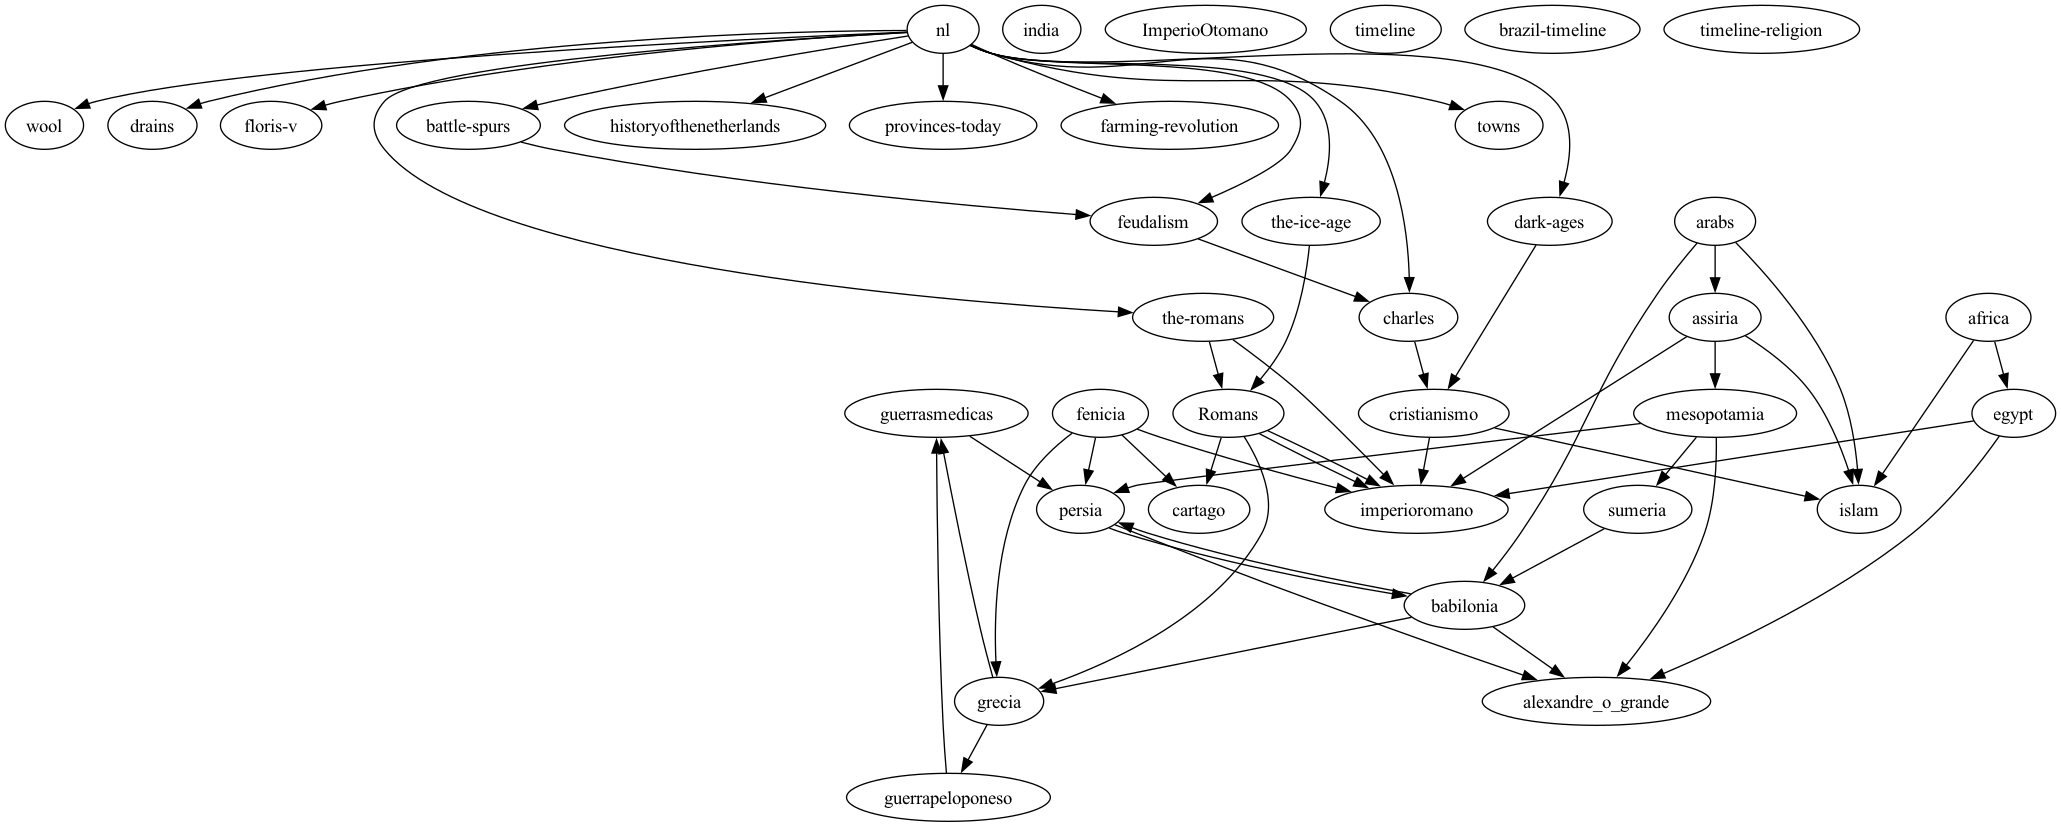 nl
india
ImperioOtomano
timeline
brazil-timeline
timeline-religion
wool
drains
floris-v
battle-spurs
historyofthenetherlands
provinces-today
farming-revolution
towns
feudalism
the-ice-age
dark-ages
arabs
the-romans
charles
assiria
africa
guerrasmedicas
fenicia
Romans
cristianismo
mesopotamia
egypt
persia
cartago
imperioromano
sumeria
islam
babilonia
grecia
alexandre_o_grande
guerrapeloponeso